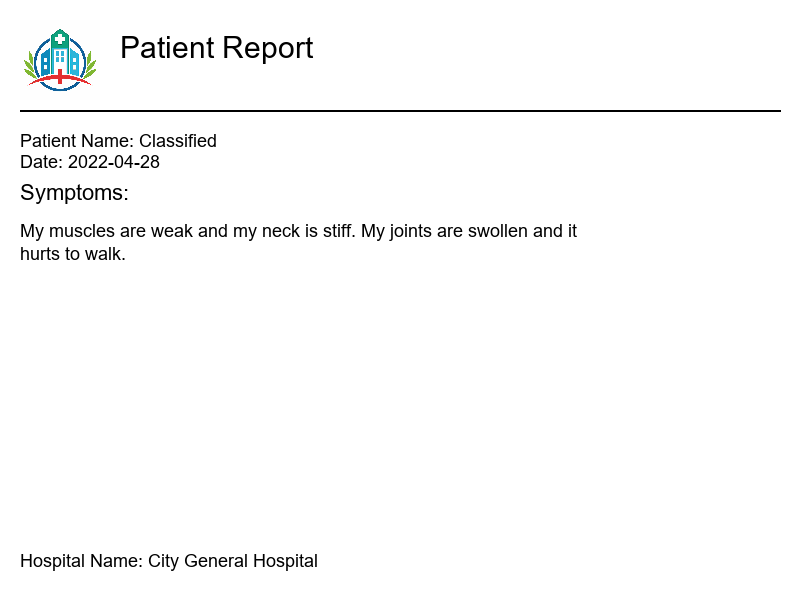 Patient Report
Patient Name: Classified
Date: 2022-04-28
Symptoms:
My muscles are weak and my neck is stiff. My joints are swollen and it
hurts to walk.
Hospital Name: City General Hospital